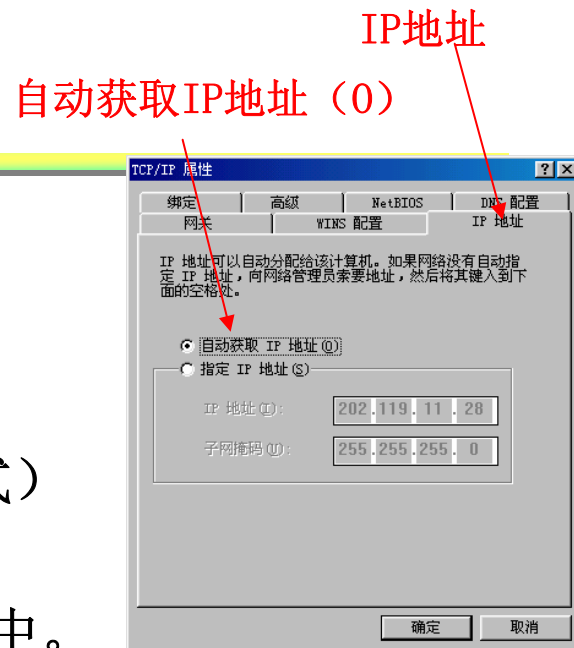 IP地址
自动获取IP地址（O）
TCP/IP 属性
绑定 高级 NetBIOS DNS 配置
网关 WINS 配置 IP 地址
IP 地址可以自动分配给该计算机。如果网络没有自动指
定 IP 地址，向网络管理员索要地址，然后将其键入到下
面的空格处。
自动获取 IP 地址(O)
指定 IP 地址(S)
IP 地址(I): 202.119.11.28
子网掩码(U): 255.255.255.0
式）
中。
确定 取消